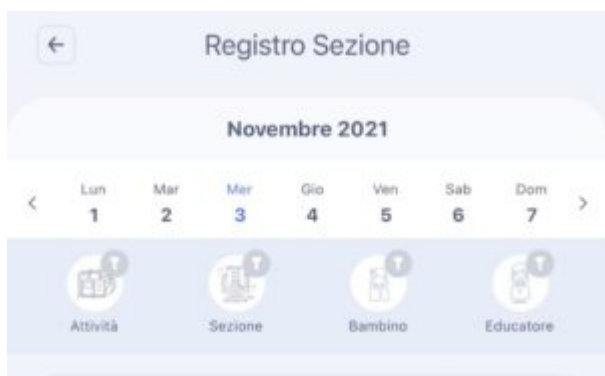 Registro Sezione
Novembre 2021
Lun Mar Mer Gio Ven Sab Dom
1 2 3 4 5 6 7
Attività Sezione Bambino Educatore